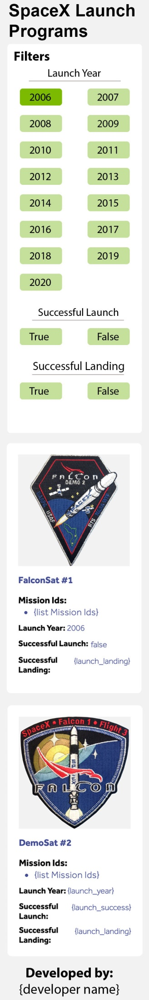 SpaceX Launch
Programs
Filters
Launch Year
2006 2007
2008 2009
2010 2011
2012 2013
2014 2015
2016 2017
2018 2019
2020
Successful Launch
True False
Successful Landing
True False
FALCON
DEMO 2
DARPA
USAF
SPACEX
RTS
NASA WFF
FalconSat #1
Mission Ids:
• {list Mission Ids}
Launch Year: 2006
Successful Launch: false
Successful {launch_landing}
Landing:
SpaceX • Falcon 1 • Flight 3
SPACEX
FALCON
DemoSat #2
Mission Ids:
• {list Mission Ids}
Launch Year: {launch_year}
Successful {launch_success}
Launch:
Successful {launch_landing}
Landing:
Developed by:
{developer name}